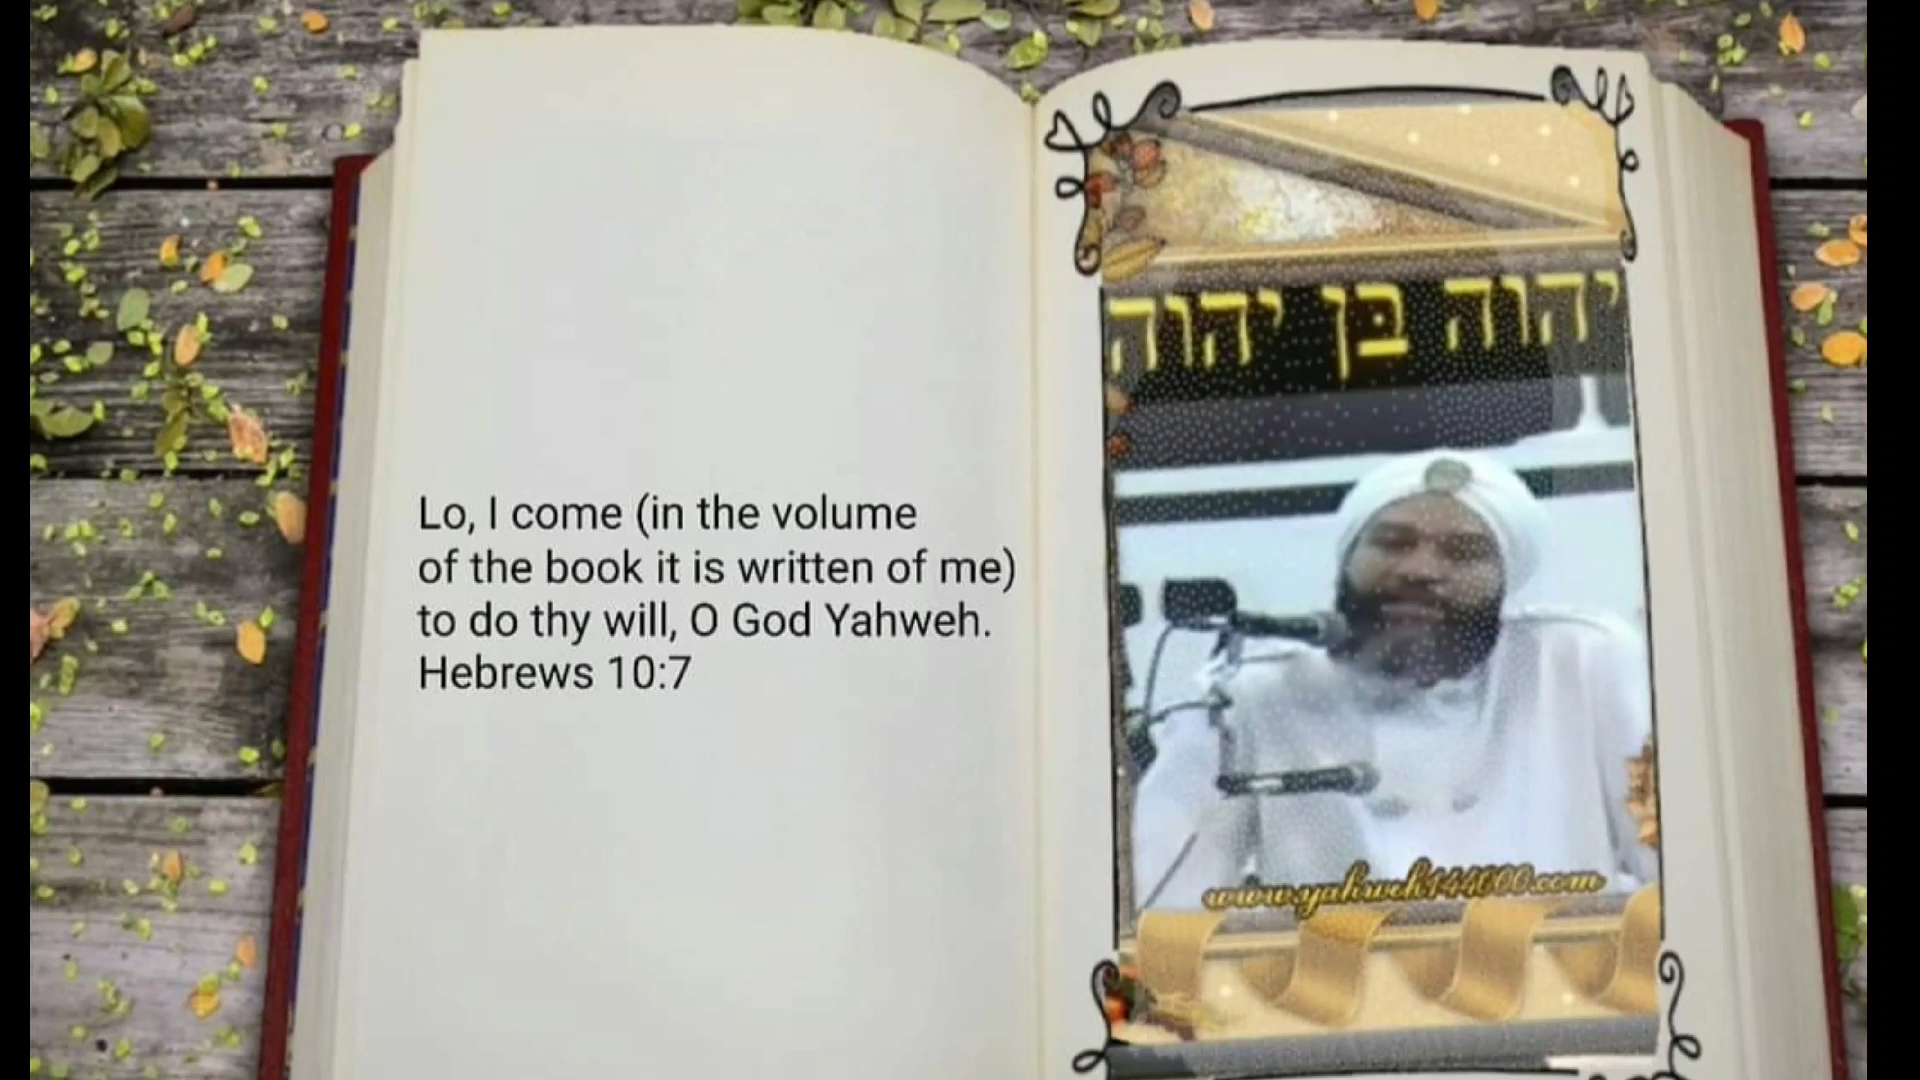 Lo, I come (in the volume
of the book it is written of me)
to do thy will, O God Yahweh.
Hebrews 10:7
יהוה בן יהוה
www.yahweh144000.com